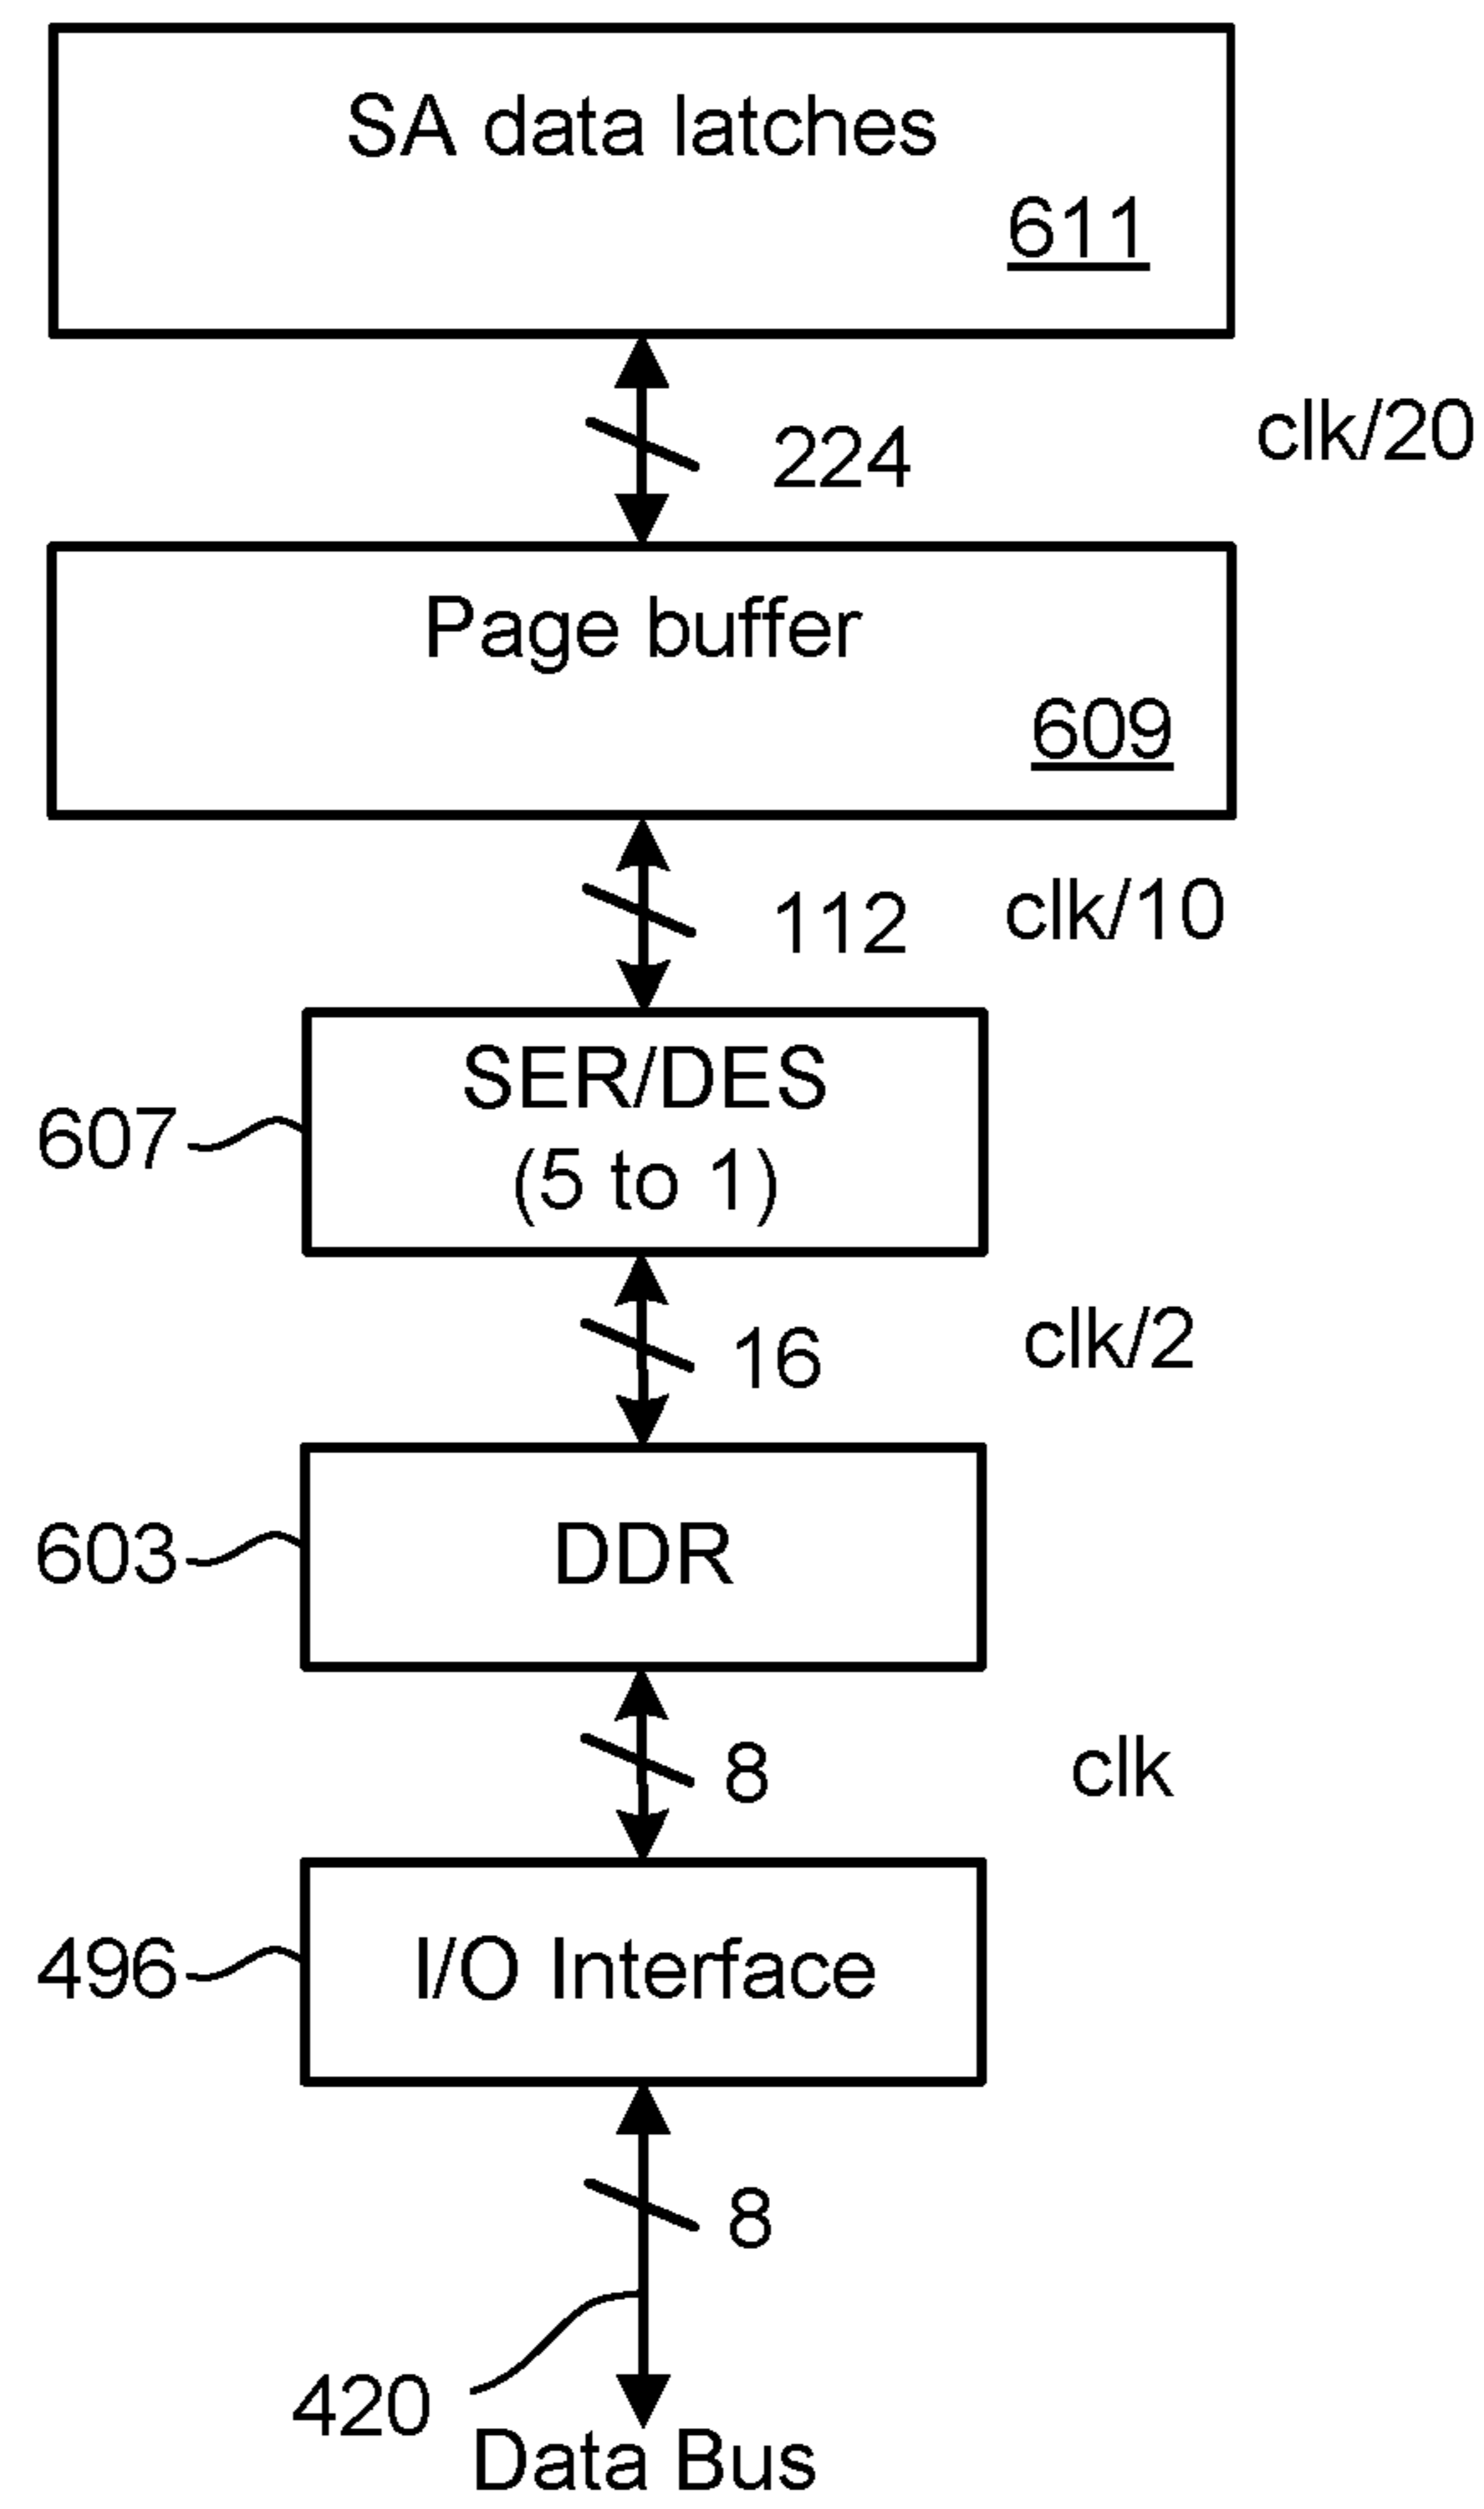 SA data latches
611
224
clk/20
Page buffer
609
112
clk/10
SER/DES
(5 to 1)
607
16
clk/2
603
DDR
8
clk
496
I/O Interface
8
420
Data Bus